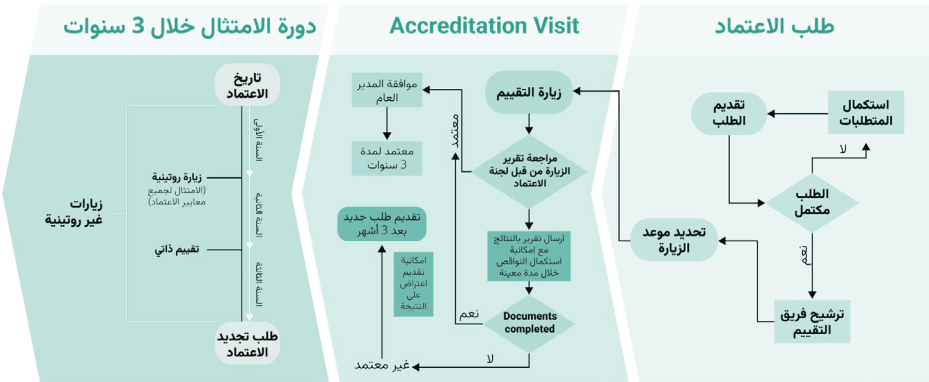 طلب الاعتماد
Accreditation Visit
دورة الامتثال خلال 3 سنوات
تقديم
الطلب
استكمال
المتطلبات
لا
الطلب
مكتمل
نعم
ترشيح فريق
التقييم
تحديد موعد
الزيارة
زيارة التقييم
مراجعة تقرير
الزيارة من قبل لجنة
الاعتماد
معتمد
موافقة المدير
العام
معتمد لمدة
3 سنوات
ارسال تقرير بالنتائج
مع امكانية
استكمال النواقص
خلال مدة معينة
Documents
completed
نعم
لا
غير معتمد
امكانية
تقديم
اعتراض
على
النتيجة
تقديم طلب جديد
بعد 3 أشهر
تاريخ
الاعتماد
السنة الأولى
زيارة روتينية
(الامتثال لجميع
معايير الاعتماد)
السنة الثانية
تقييم ذاتي
السنة الثالثة
طلب تجديد
الاعتماد
زيارات
غير روتينية